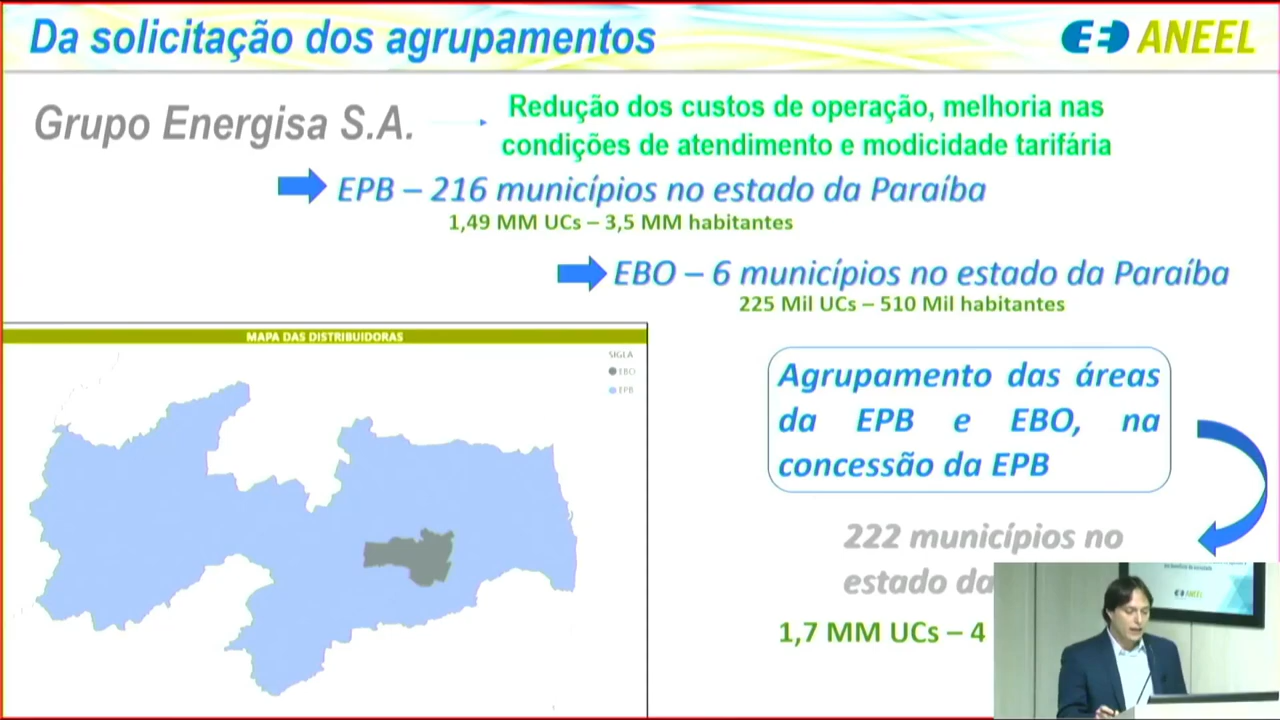 Da solicitação dos agrupamentos
ANEEL
Grupo Energisa S.A.
Redução dos custos de operação, melhoria nas
condições de atendimento e modicidade tarifária
EPB – 216 municípios no estado da Paraíba
1,49 MM UCs – 3,5 MM habitantes
EBO – 6 municípios no estado da Paraíba
225 Mil UCs – 510 Mil habitantes
MAPA DAS DISTRIBUIDORAS
SIGLA
EBO
EPB
Agrupamento das áreas
da EPB e EBO, na
concessão da EPB
222 municípios no
estado da
1,7 MM UCs – 4
ANEEL